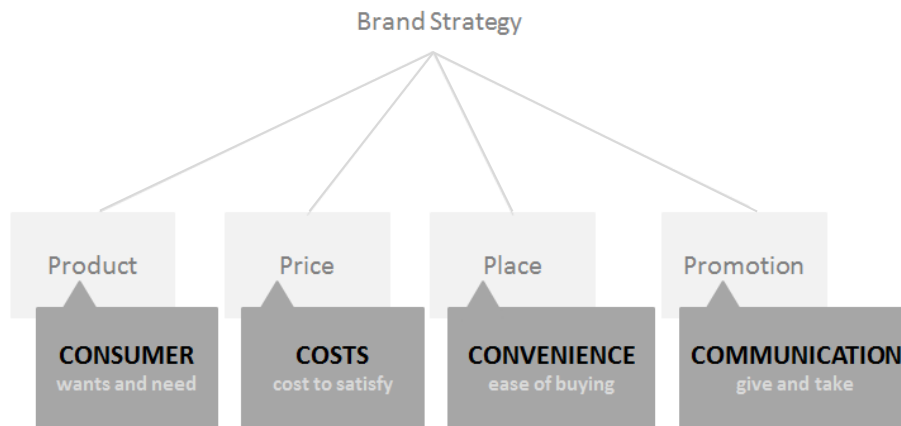 Brand Strategy
Product
Price
Place
Promotion
CONSUMER
wants and need
COSTS
cost to satisfy
CONVENIENCE
ease of buying
COMMUNICATION
give and take